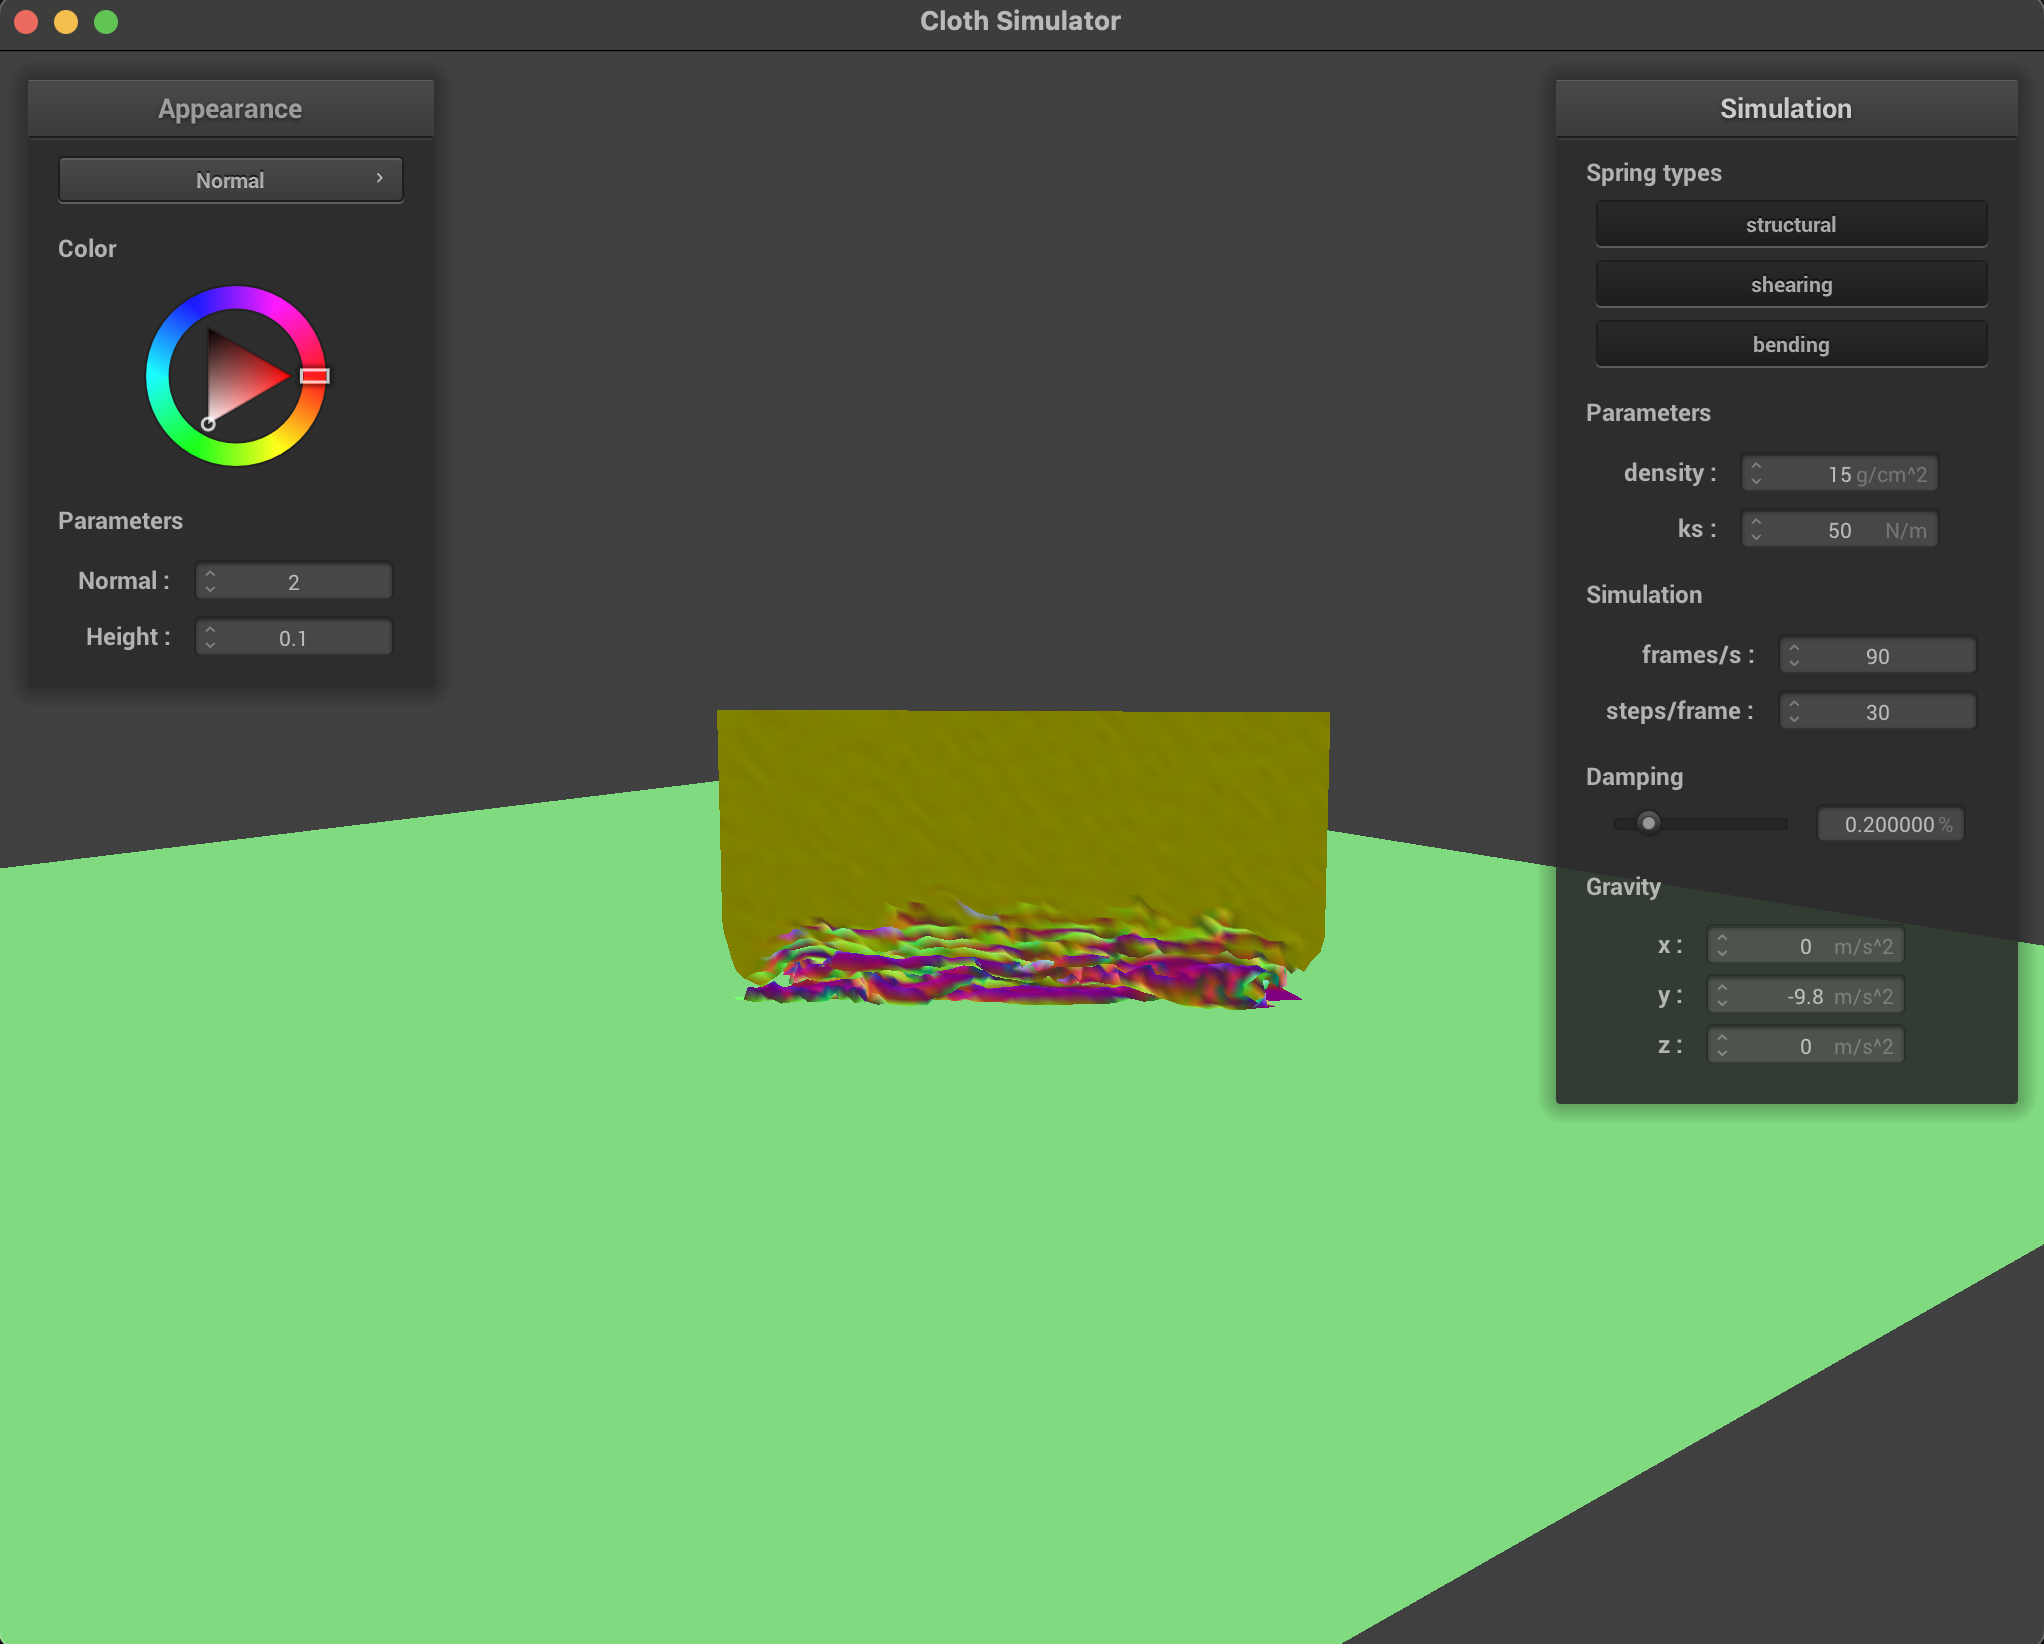 Cloth Simulator
Appearance
Normal
Color
Parameters
Normal : 2
Height : 0.1
Simulation
Spring types
structural
shearing
bending
Parameters
density : 15 g/cm^2
ks : 50 N/m
Simulation
frames/s : 90
steps/frame : 30
Damping
0.200000 %
Gravity
x : 0 m/s^2
y : -9.8 m/s^2
z : 0 m/s^2